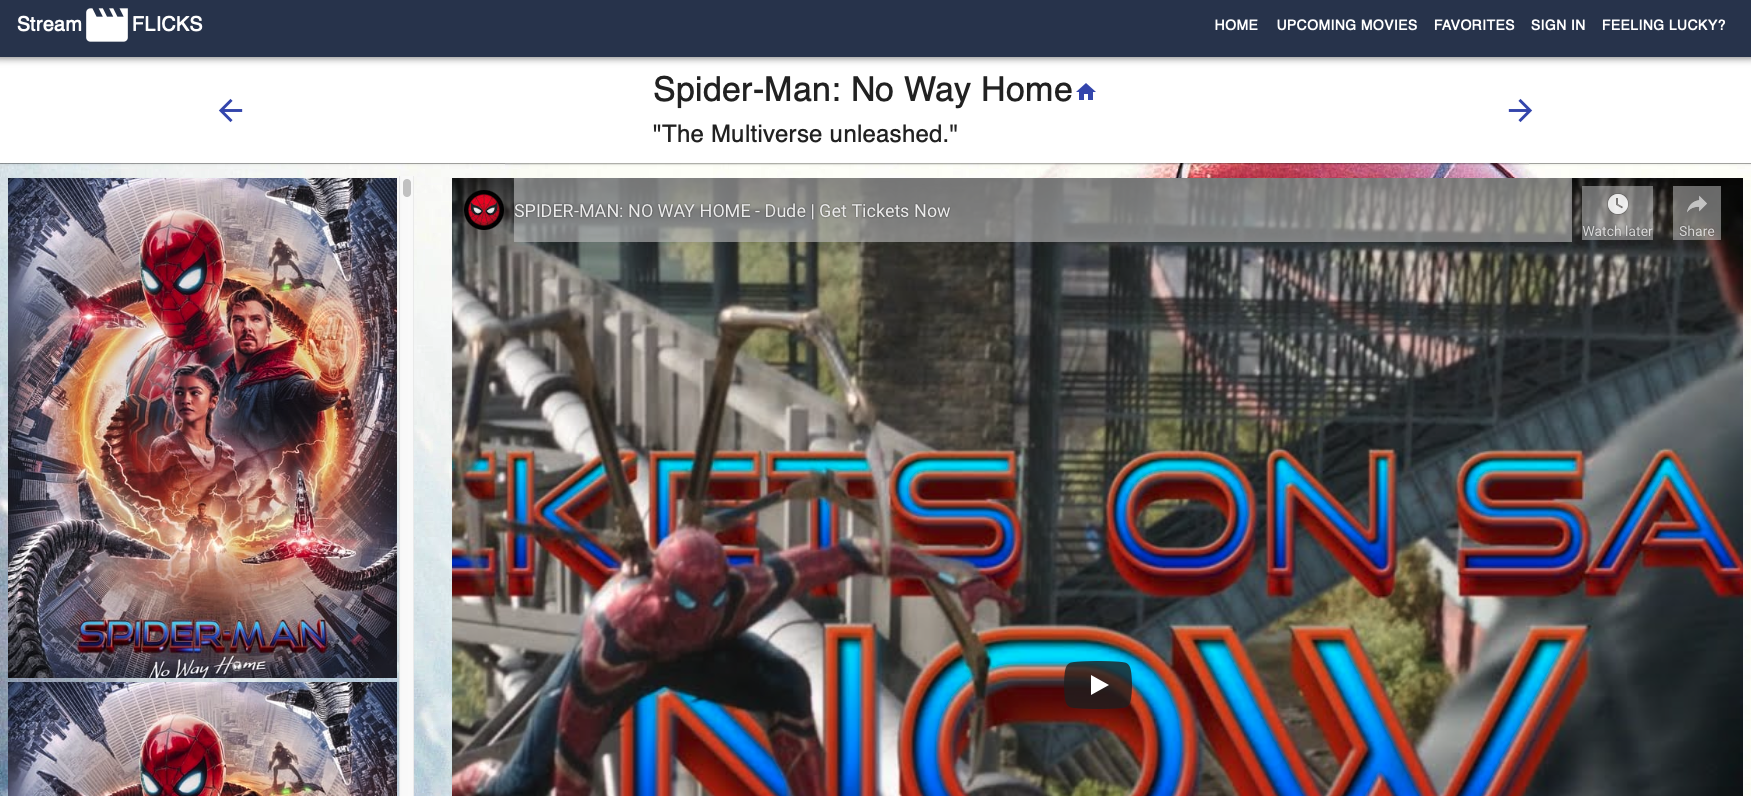 Stream FLICKS
HOME UPCOMING MOVIES FAVORITES SIGN IN FEELING LUCKY?
Spider-Man: No Way Home
"The Multiverse unleashed."
SPIDER-MAN
No Way Home
SPIDER-MAN: NO WAY HOME - Dude | Get Tickets Now
Watch later
Share
CKETS ON SA
NOW